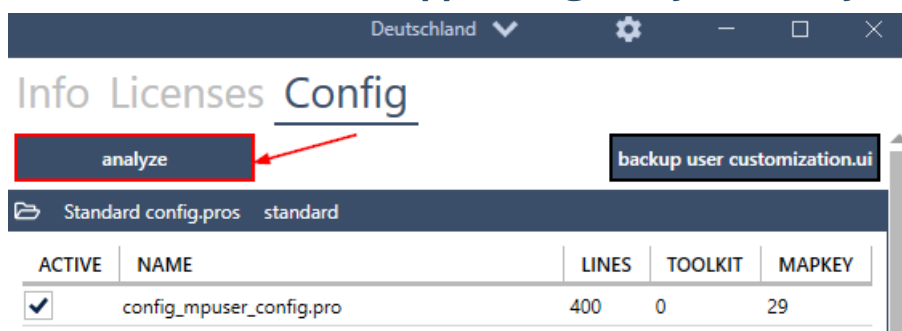 Deutschland
Info Licenses Config
analyze
backup user customization.ui
Standard config.pros standard
ACTIVE NAME LINES TOOLKIT MAPKEY
config_mpuser_config.pro 400 0 29